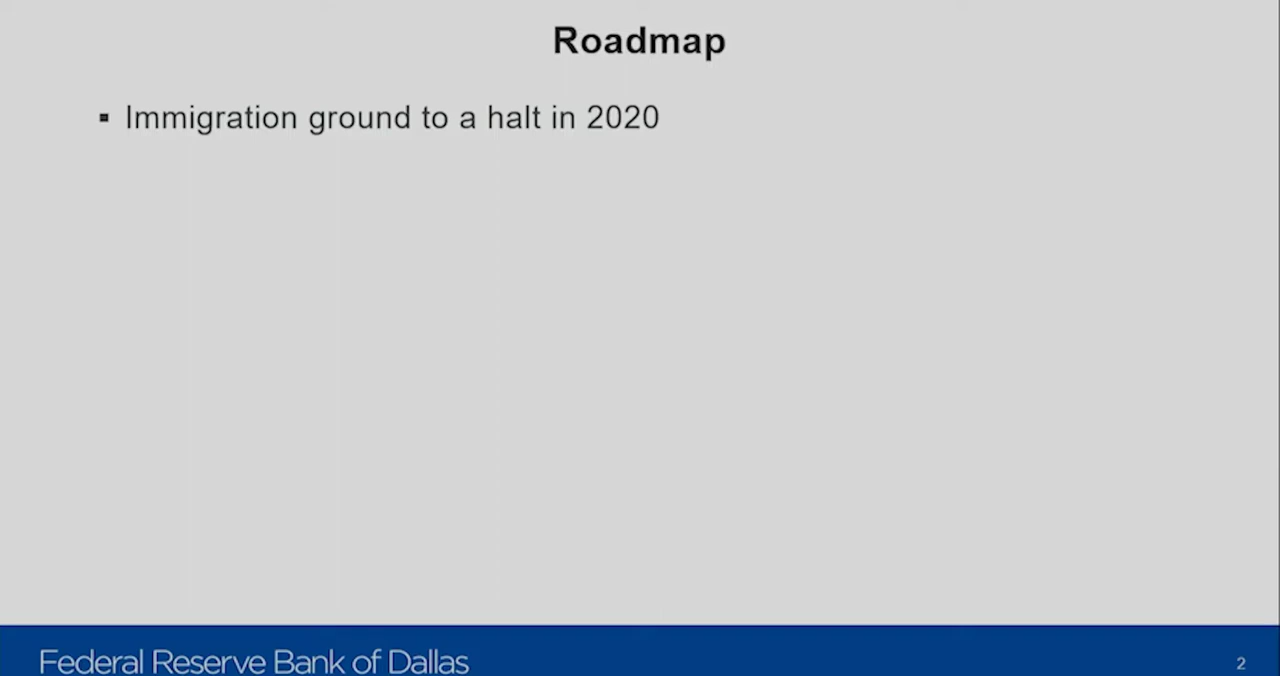 Roadmap
▪ Immigration ground to a halt in 2020
Federal Reserve Bank of Dallas
2